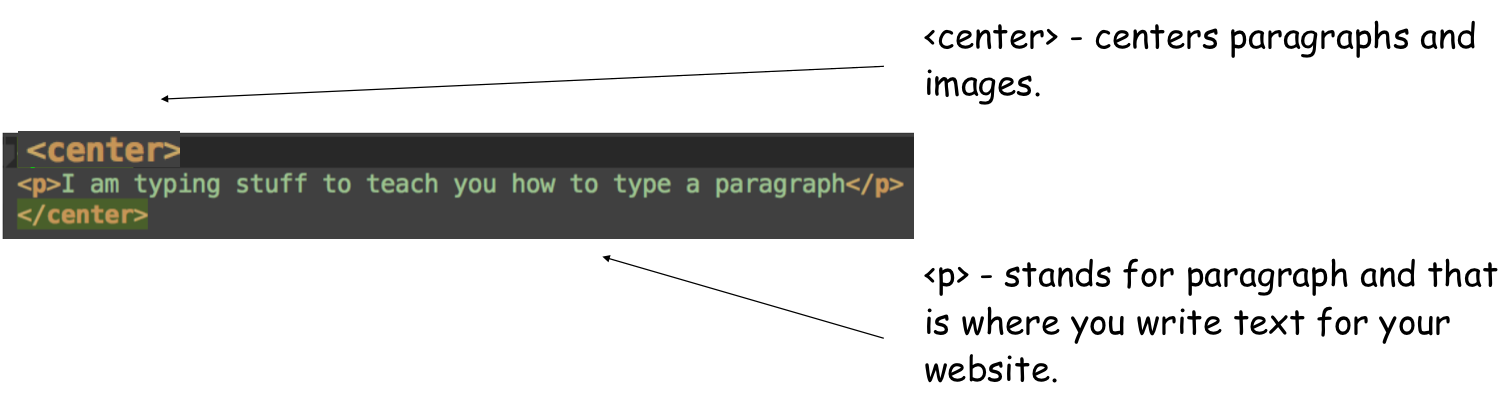 <center> - centers paragraphs and
images.
<center>
<p>I am typing stuff to teach you how to type a paragraph</p>
</center>
<p> - stands for paragraph and that
is where you write text for your
website.